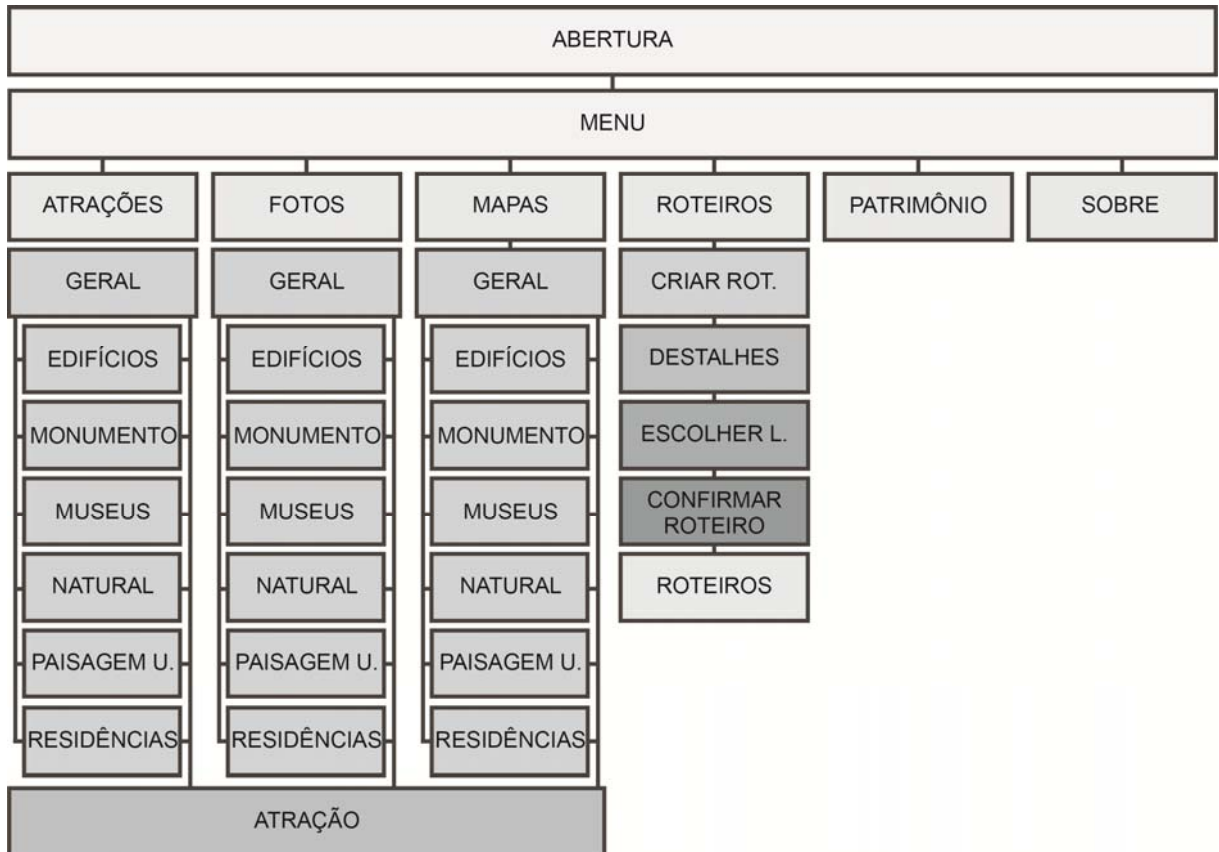 ABERTURA
MENU
ATRAÇÕES
FOTOS
MAPAS
ROTEIROS
PATRIMÔNIO
SOBRE
GERAL
GERAL
GERAL
CRIAR ROT.
EDIFÍCIOS
EDIFÍCIOS
EDIFÍCIOS
DESTALHES
MONUMENTO
MONUMENTO
MONUMENTO
ESCOLHER L.
MUSEUS
MUSEUS
MUSEUS
CONFIRMAR
ROTEIRO
NATURAL
NATURAL
NATURAL
ROTEIROS
PAISAGEM U.
PAISAGEM U.
PAISAGEM U.
RESIDÊNCIAS
RESIDÊNCIAS
RESIDÊNCIAS
ATRAÇÃO